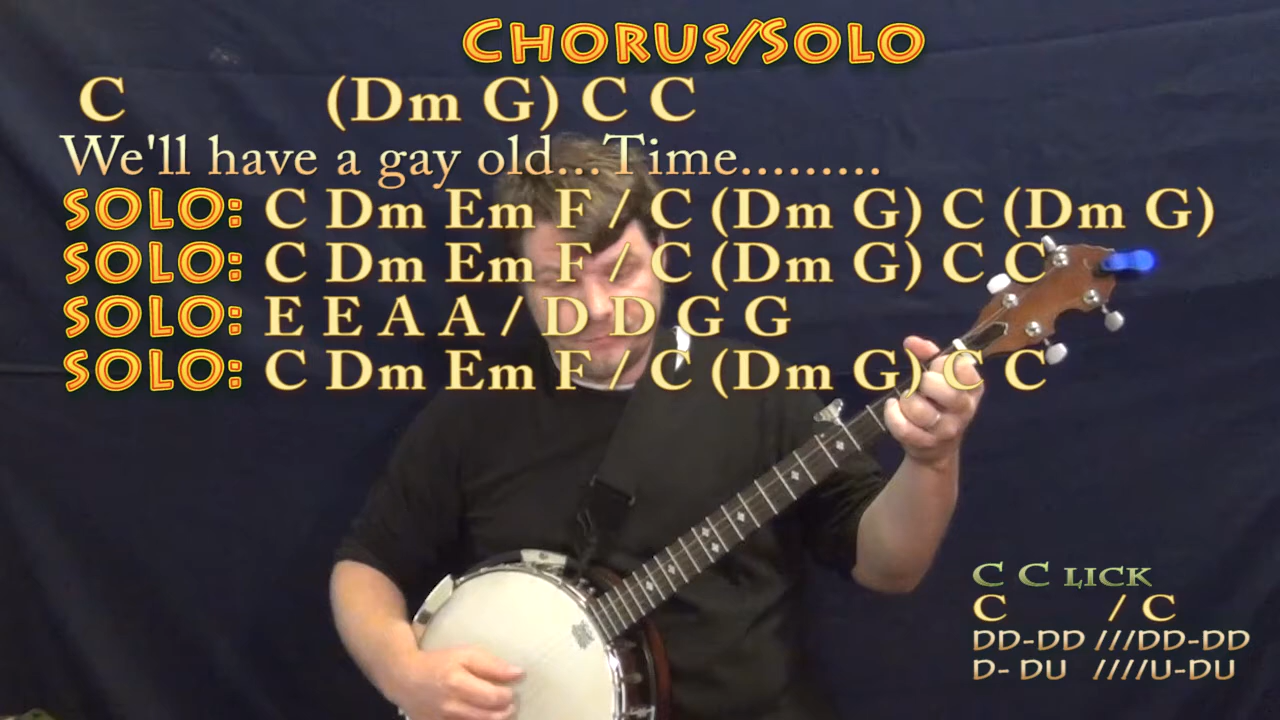 CHORUS/SOLO
C (Dm G) C C
We'll have a gay old...Time.........
SOLO: C Dm Em F / C (Dm G) C (Dm G)
SOLO: C Dm Em F / C (Dm G) C C
SOLO: E E A A / D D G G
SOLO: C Dm Em F / C (Dm G) C C
C C LICK
C / C
DD-DD ///DD-DD
D- DU ////U-DU